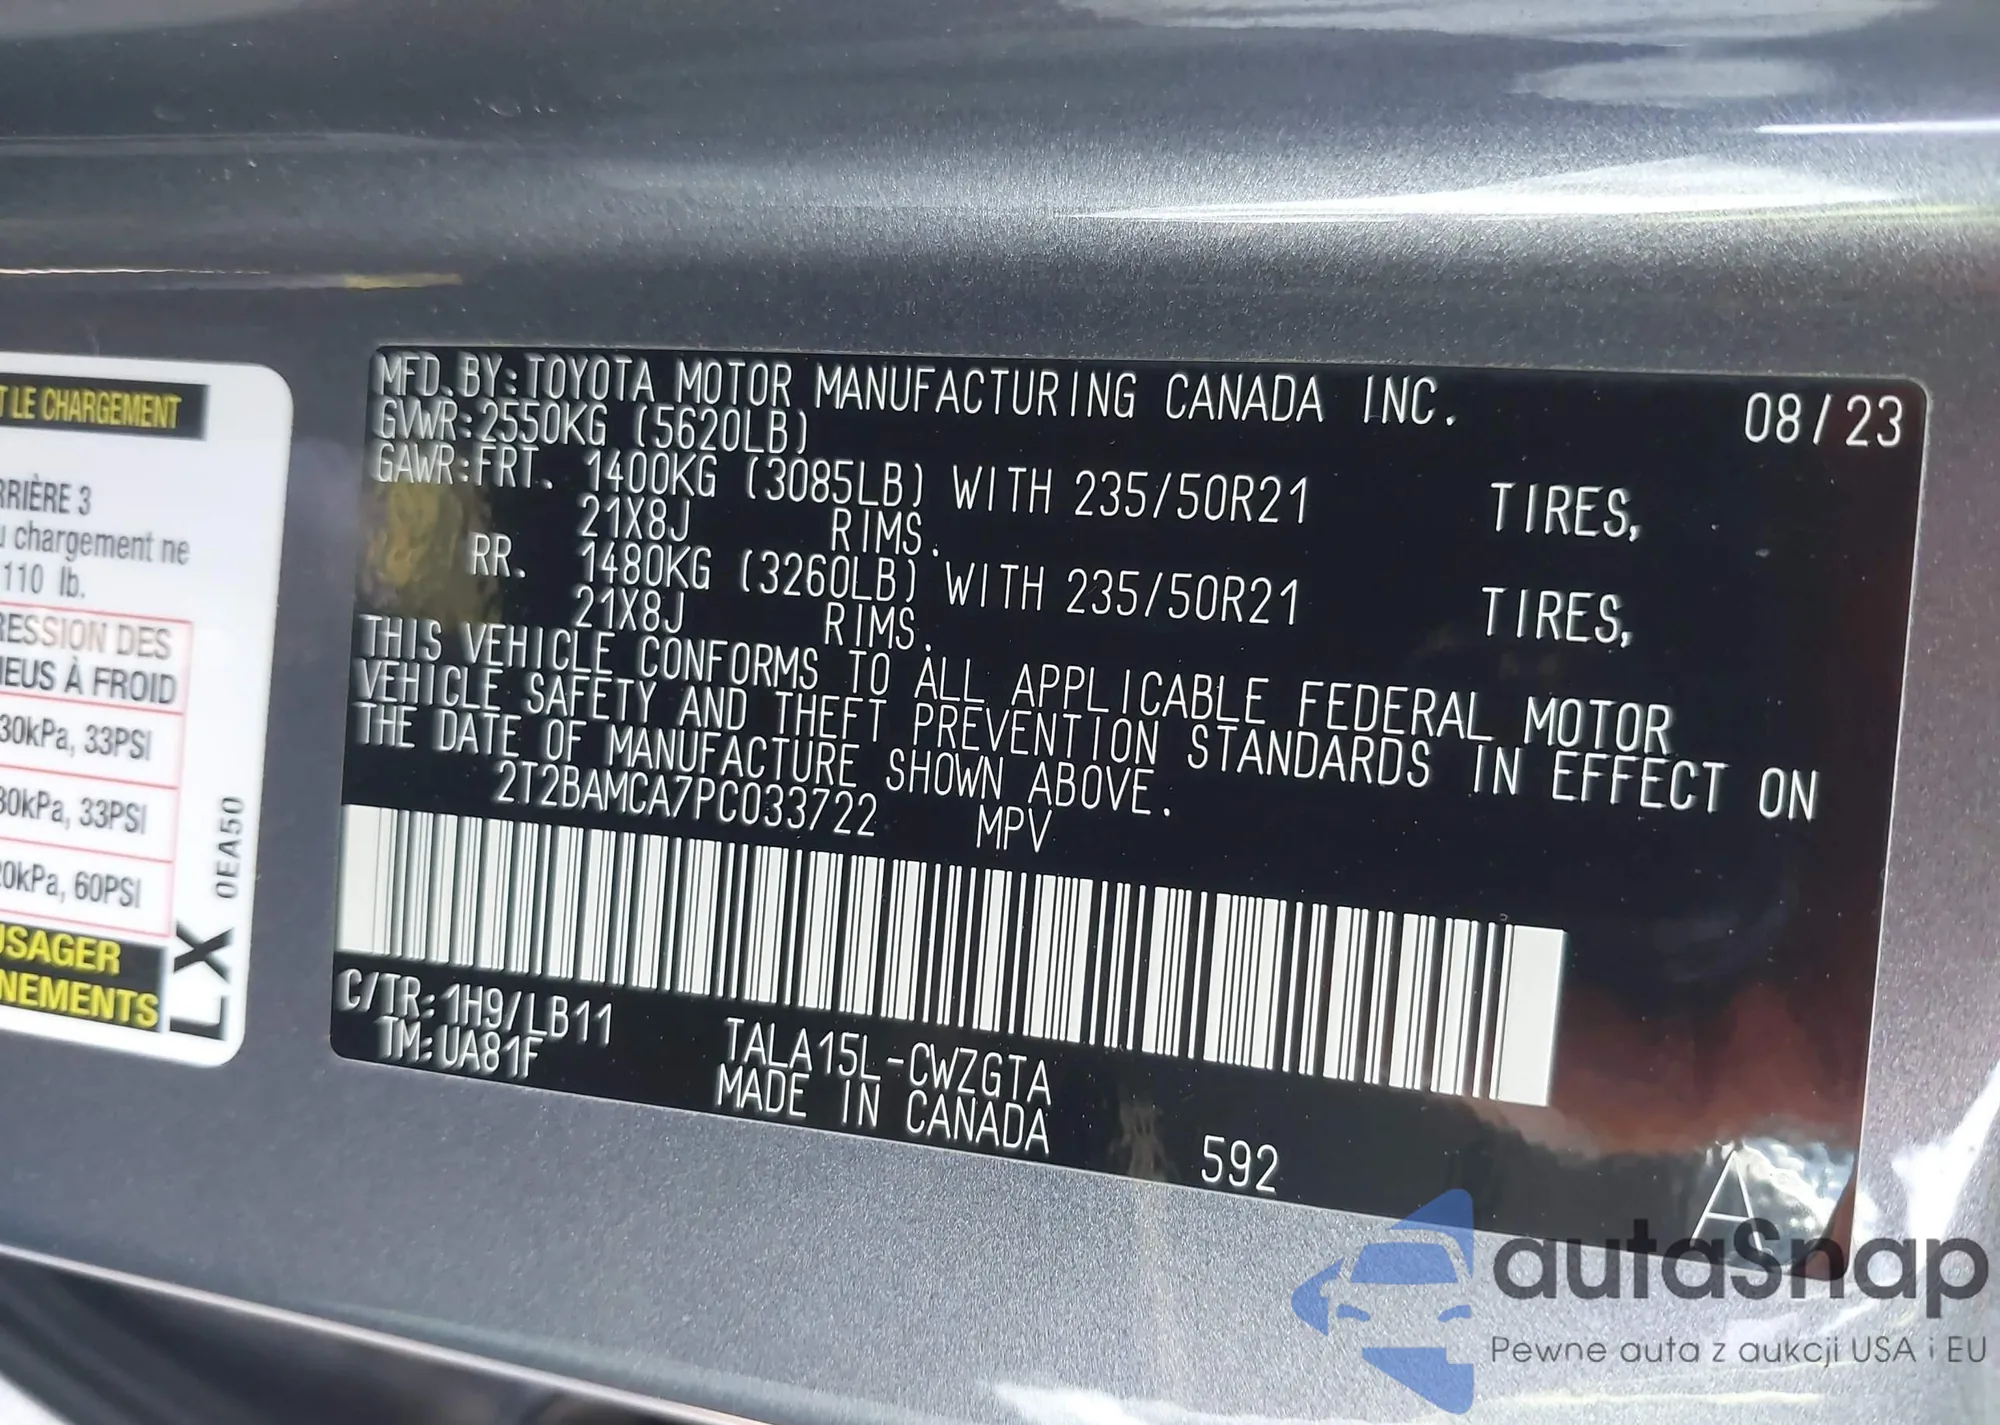 T LE CHARGEMENT
RRIÈRE 3
u chargement ne
110 lb.
RESSION DES
NEUS À FROID
30kPa, 33PSI
30kPa, 33PSI
20kPa, 60PSI
USAGER
NEMENTS
LX 0EA50
MFD.BY:TOYOTA MOTOR MANUFACTURING CANADA INC. 08/23
GVWR:2550KG (5620LB)
GAWR:FRT. 1400KG (3085LB) WITH 235/50R21 TIRES,
21X8J RIMS.
RR. 1480KG (3260LB) WITH 235/50R21 TIRES,
21X8J RIMS.
THIS VEHICLE CONFORMS TO ALL APPLICABLE FEDERAL MOTOR
VEHICLE SAFETY AND THEFT PREVENTION STANDARDS IN EFFECT ON
THE DATE OF MANUFACTURE SHOWN ABOVE.
2T2BAMCA7PC033722 MPV
C/TR:1H9/LB11
TM:UA81F
TALA15L-CWZGTA
MADE IN CANADA
592
A
autaSnap
Pewne auta z aukcji USA i EU